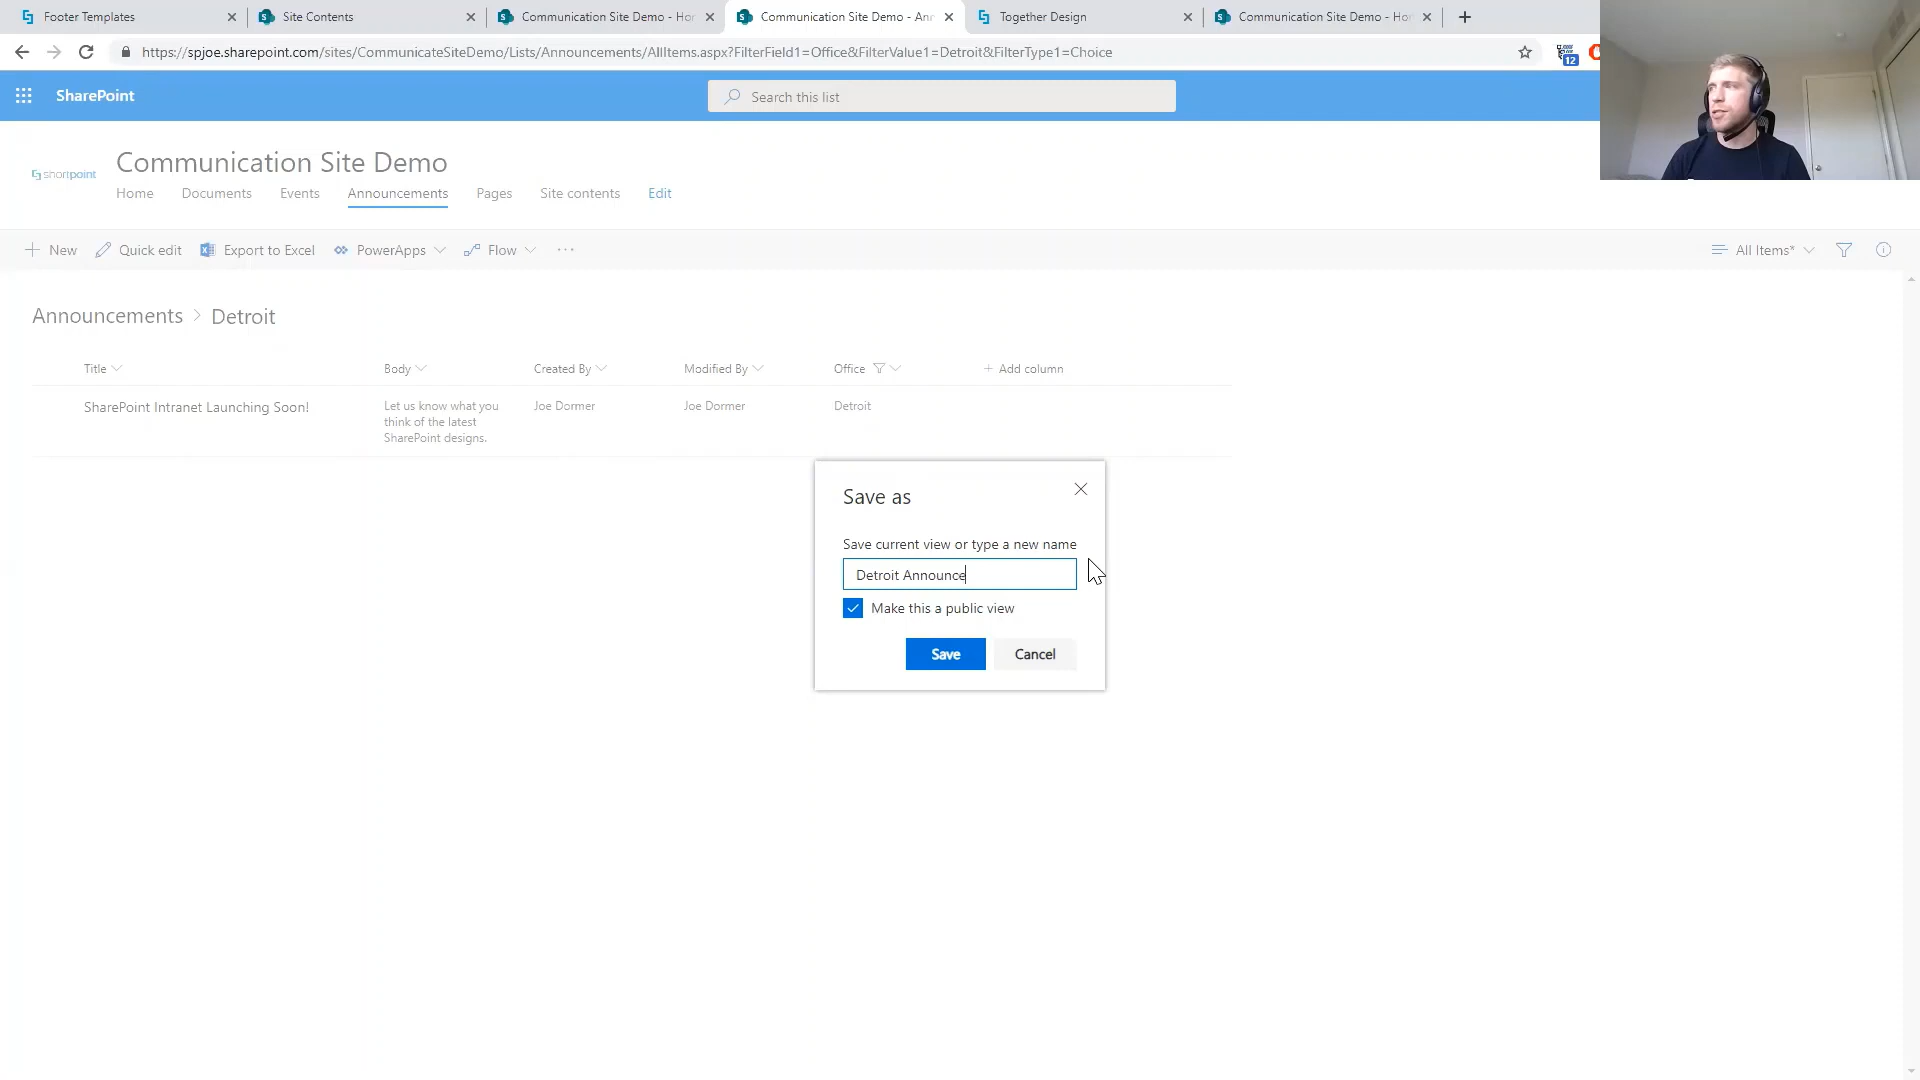 Footer Templates
Site Contents
Communication Site Demo - Hor
Communication Site Demo - Ann
Together Design
Communication Site Demo - Hor
https://spjoe.sharepoint.com/sites/CommunicateSiteDemo/Lists/Announcements/AllItems.aspx?FilterField1=Office&FilterValue1=Detroit&FilterType1=Choice
12
SharePoint
Search this list
shortpoint
Communication Site Demo
Home Documents Events Announcements Pages Site contents Edit
New Quick edit Export to Excel PowerApps Flow ...
All Items*
Announcements > Detroit
Title Body Created By Modified By Office + Add column
SharePoint Intranet Launching Soon!
Let us know what you
think of the latest
SharePoint designs.
Joe Dormer
Joe Dormer
Detroit
Save as
Save current view or type a new name
Detroit Announce
Make this a public view
Save Cancel